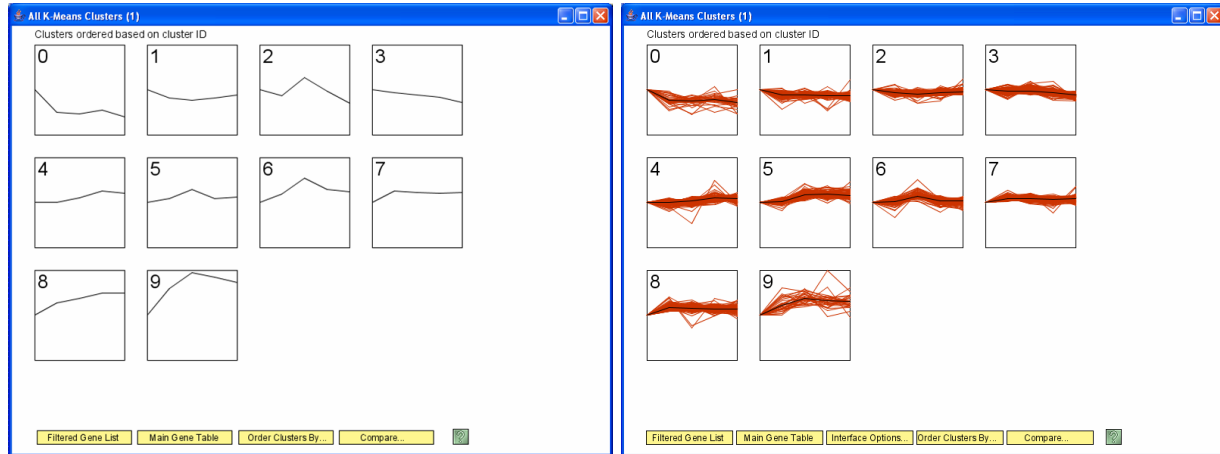 All K-Means Clusters (1)
Clusters ordered based on cluster ID
0 1 2 3
4 5 6 7
8 9
Filtered Gene List Main Gene Table Order Clusters By... Compare... ?
All K-Means Clusters (1)
Clusters ordered based on cluster ID
0 1 2 3
4 5 6 7
8 9
Filtered Gene List Main Gene Table Interface Options... Order Clusters By... Compare... ?